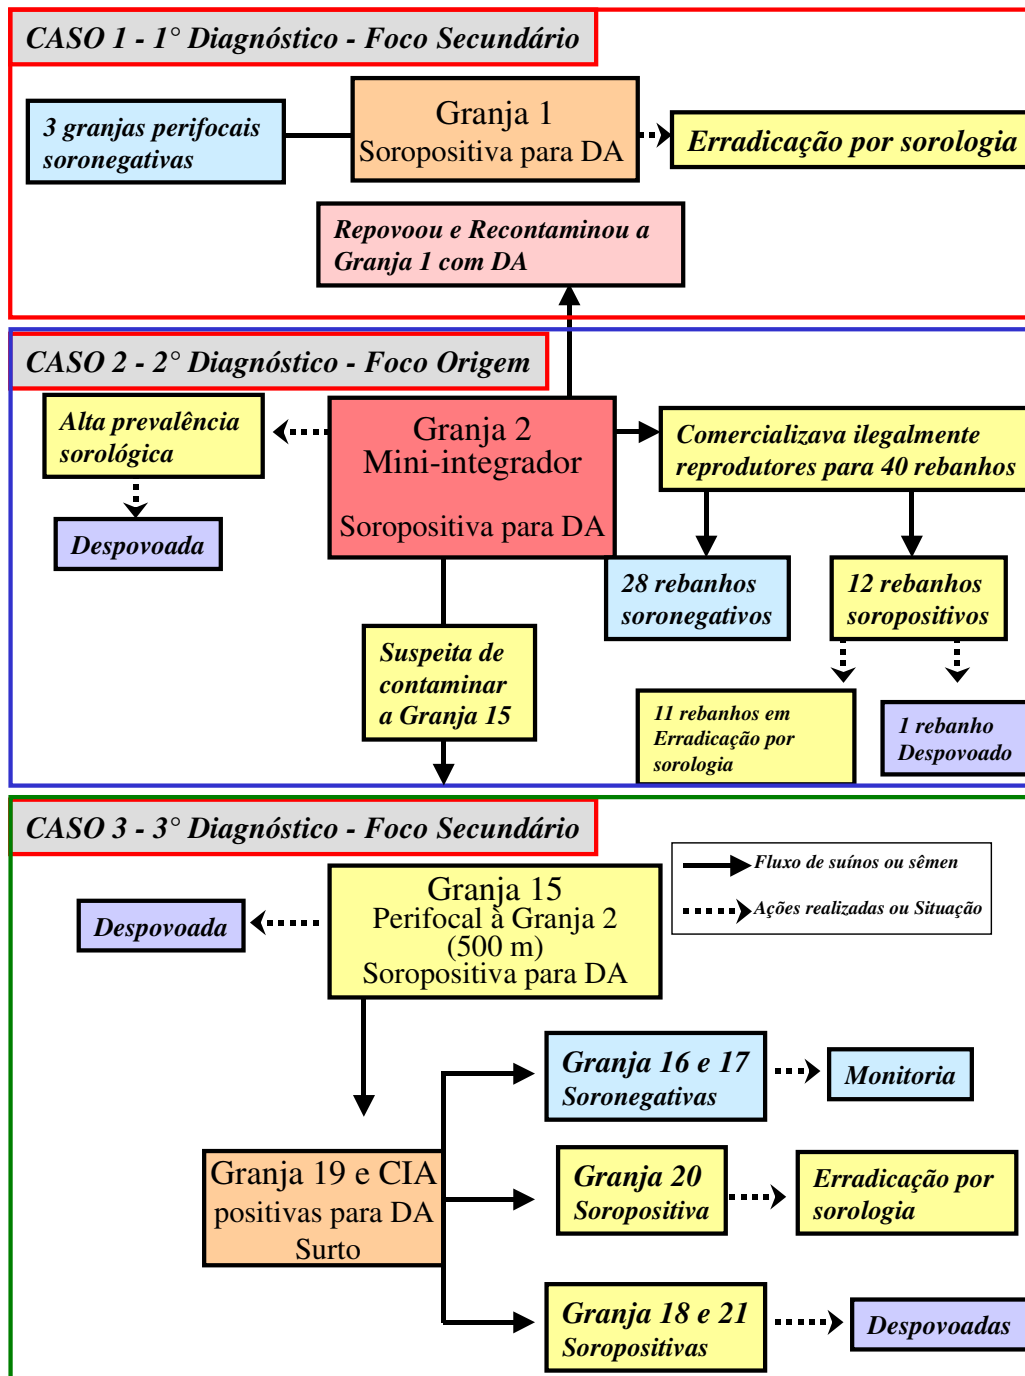 CASO 1 - 1° Diagnóstico - Foco Secundário
3 granjas perifocais
soronegativas
Granja 1
Soropositiva para DA
Erradicação por sorologia
Repovoou e Recontaminou a
Granja 1 com DA
CASO 2 - 2° Diagnóstico - Foco Origem
Alta prevalência
sorológica
Despovoada
Granja 2
Mini-integrador
Soropositiva para DA
Comercializava ilegalmente
reprodutores para 40 rebanhos
28 rebanhos
soronegativos
12 rebanhos
soropositivos
Suspeita de
contaminar
a Granja 15
11 rebanhos em
Erradicação por
sorologia
1 rebanho
Despovoado
CASO 3 - 3° Diagnóstico - Foco Secundário
Fluxo de suínos ou sêmen
Ações realizadas ou Situação
Despovoada
Granja 15
Perifocal à Granja 2
(500 m)
Soropositiva para DA
Granja 19 e CIA
positivas para DA
Surto
Granja 16 e 17
Soronegativas
Monitoria
Granja 20
Soropositiva
Erradicação por
sorologia
Granja 18 e 21
Soropositivas
Despovoadas